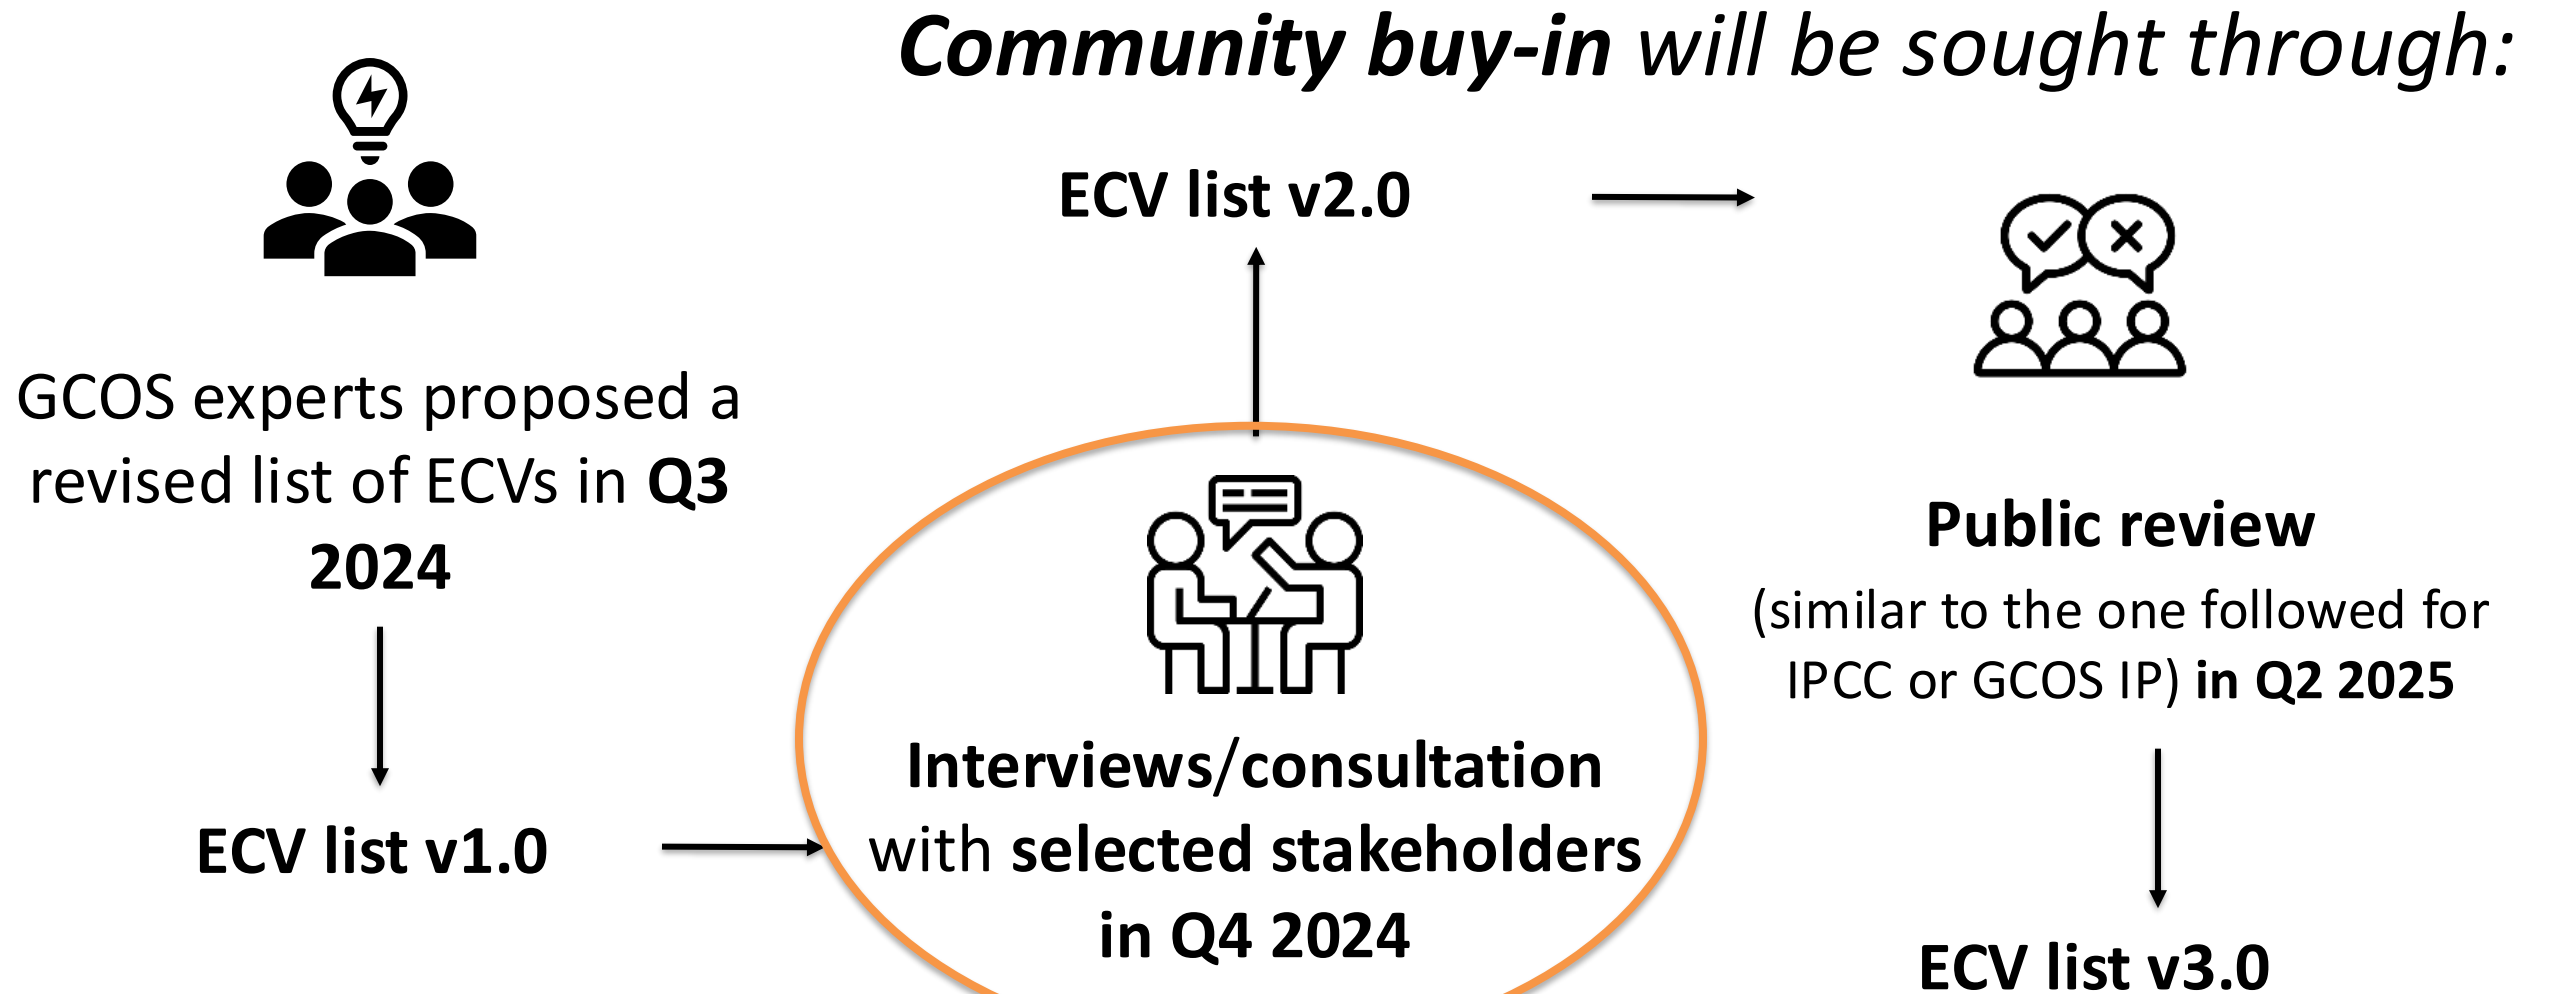 Community buy-in will be sought through:
GCOS experts proposed a
revised list of ECVs in Q3
2024
ECV list v1.0
Interviews/consultation
with selected stakeholders
in Q4 2024
ECV list v2.0
Public review
(similar to the one followed for
IPCC or GCOS IP) in Q2 2025
ECV list v3.0